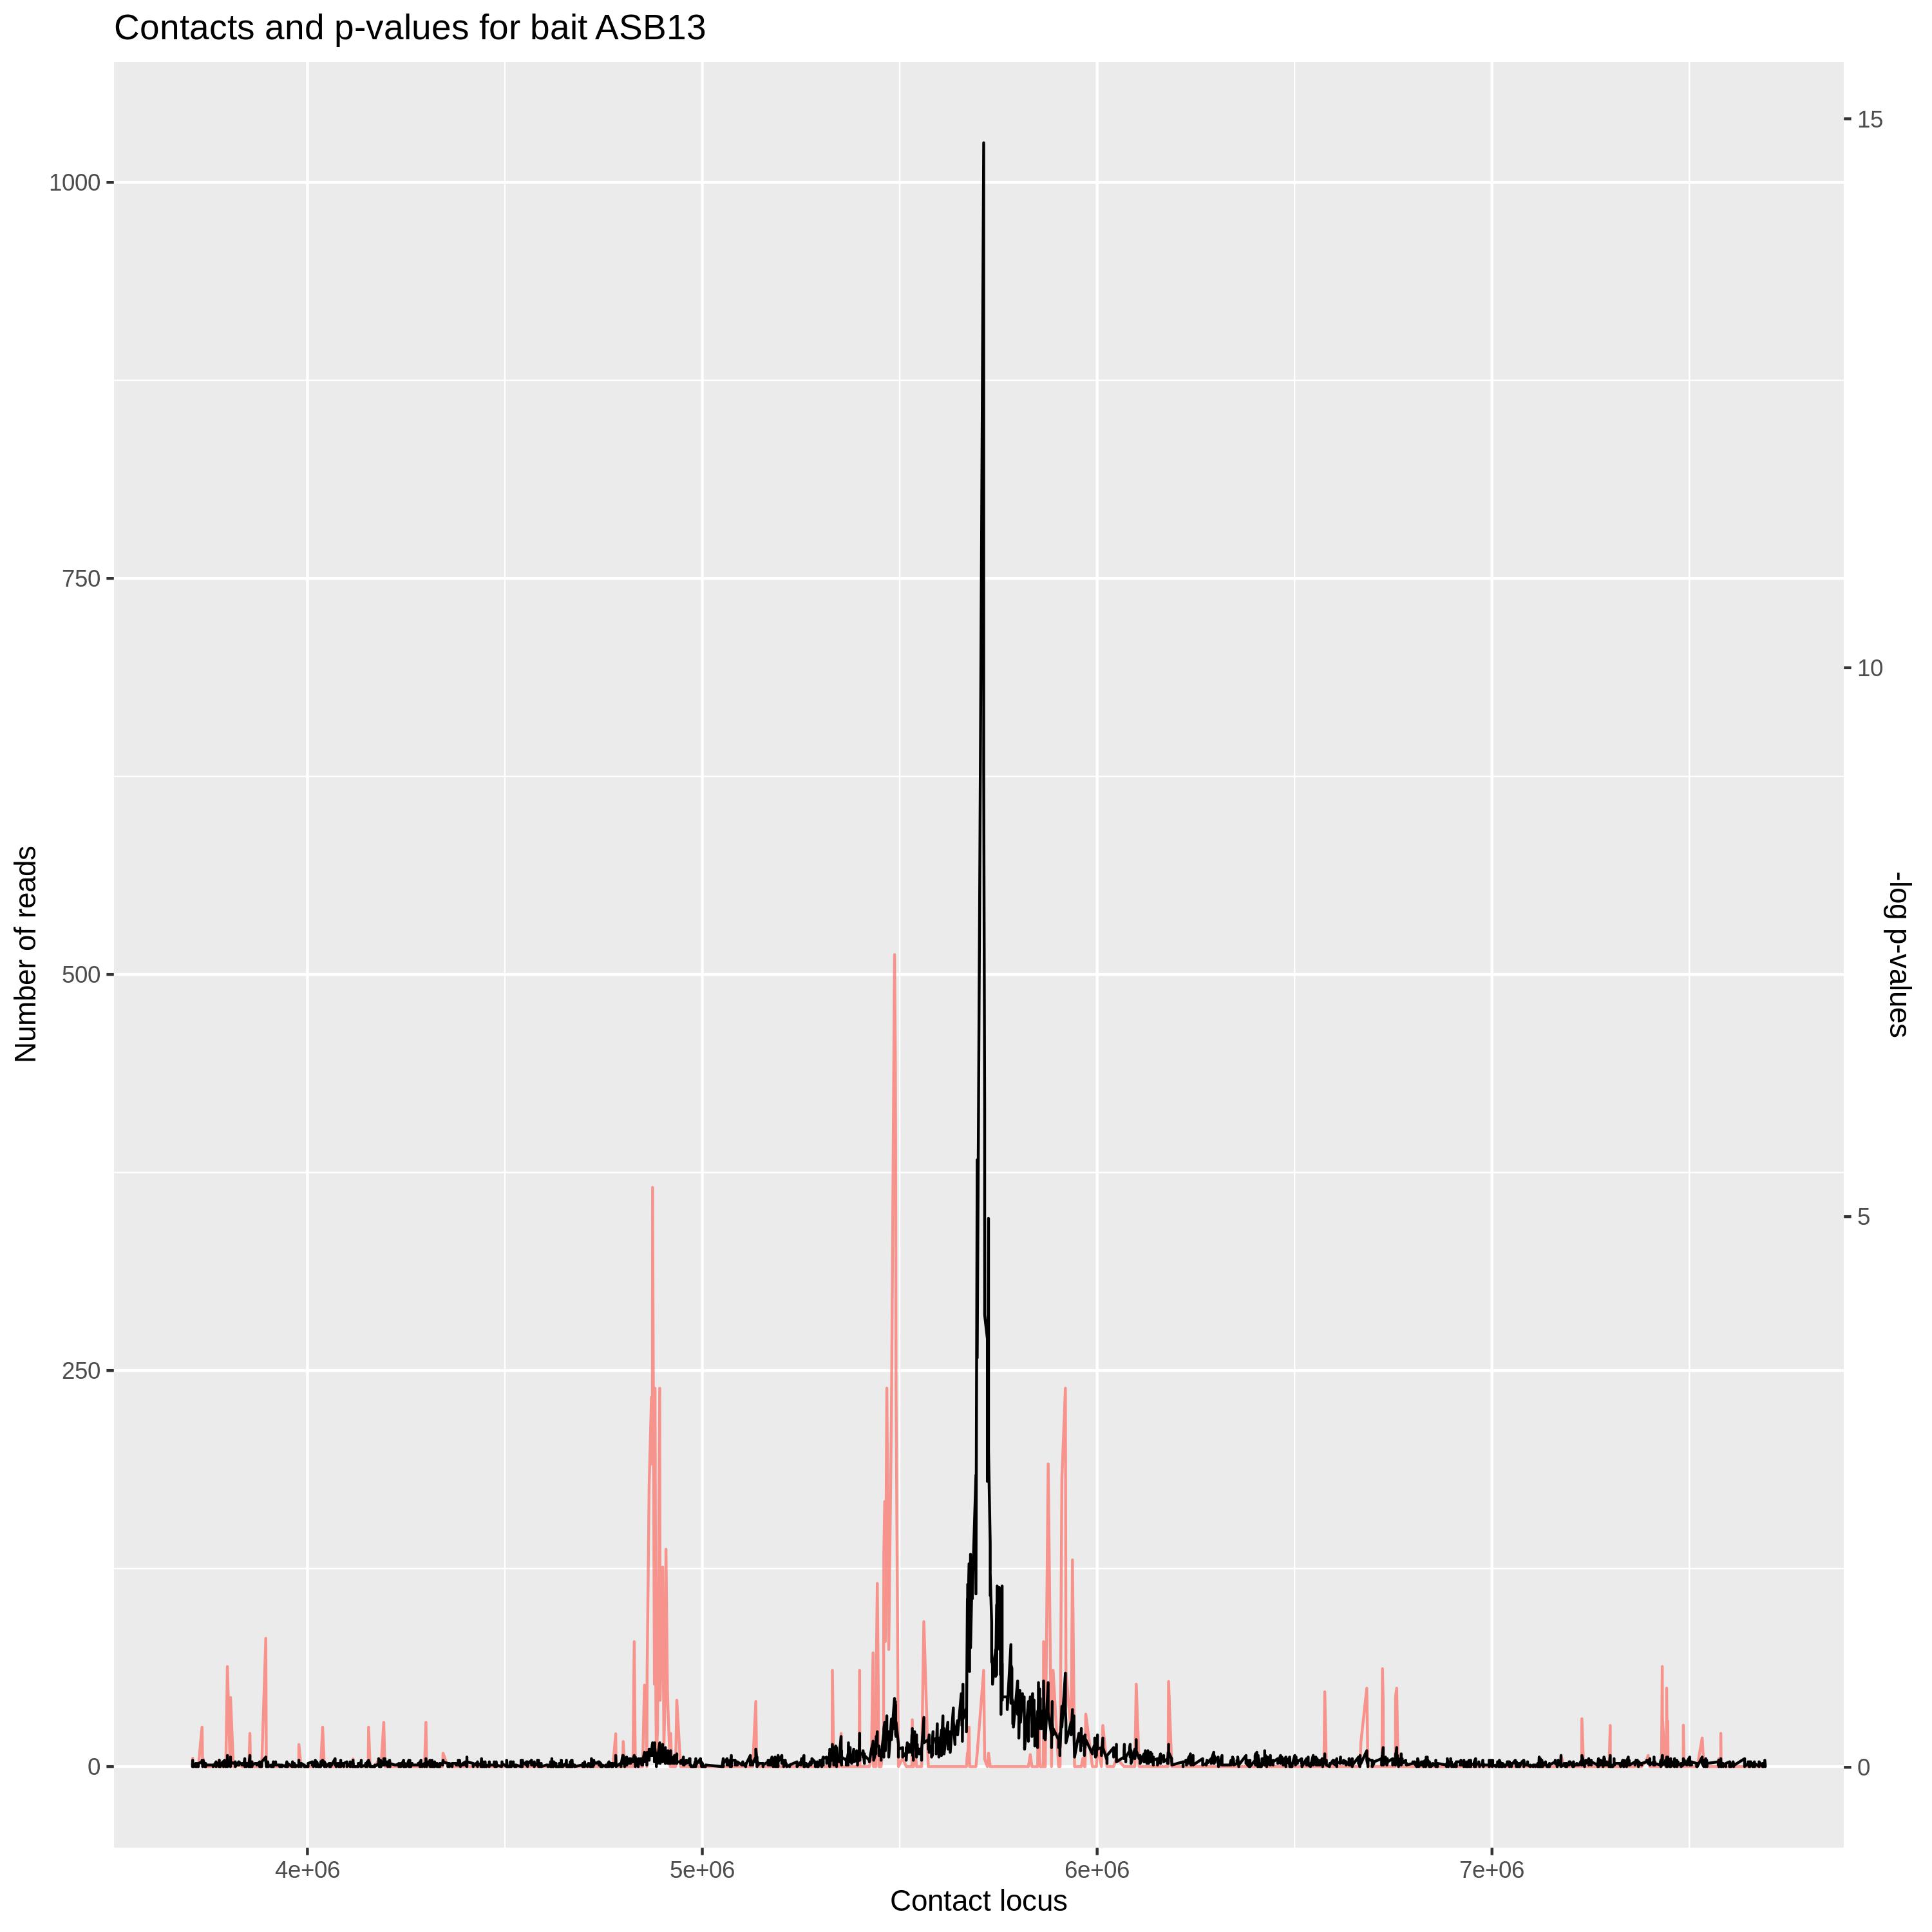 Contacts and p-values for bait ASB13
15
1000
750
10
Number of reads
-log p-values
500
5
250
0
0
4e+06
5e+06
6e+06
7e+06
Contact locus